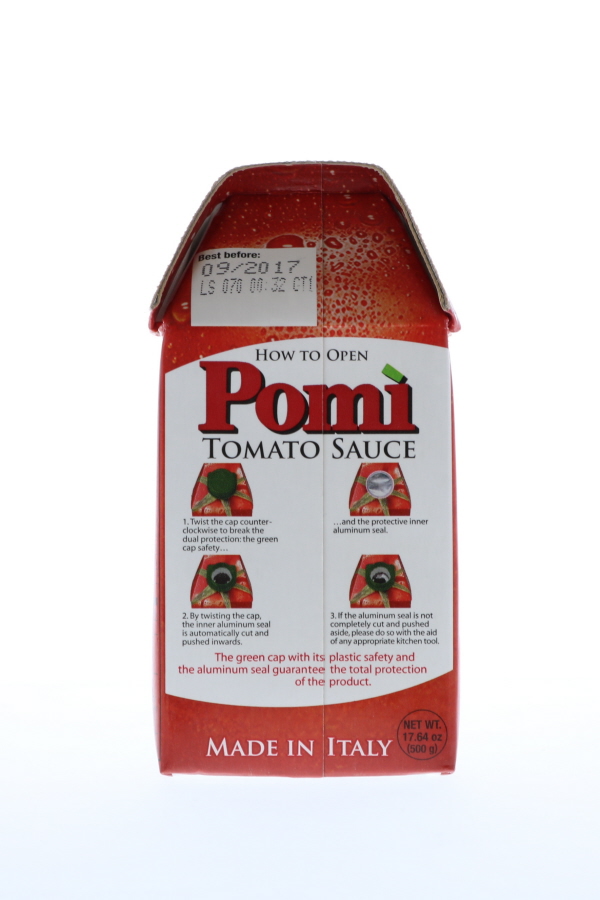 Best before:
09/2017
LS 070 00:32 CT1
HOW TO OPEN
Pomì
TOMATO SAUCE
1. Twist the cap counter-
clockwise to break the
dual protection: the green
cap safety...
...and the protective inner
aluminum seal.
2. By twisting the cap,
the inner aluminum seal
is automatically cut and
pushed inwards.
3. If the aluminum seal is not
completely cut and pushed
aside, please do so with the aid
of any appropriate kitchen tool.
The green cap with its plastic safety and
the aluminum seal guarantee the total protection
of the product.
MADE IN ITALY
NET WT.
17.64 oz
(500 g)